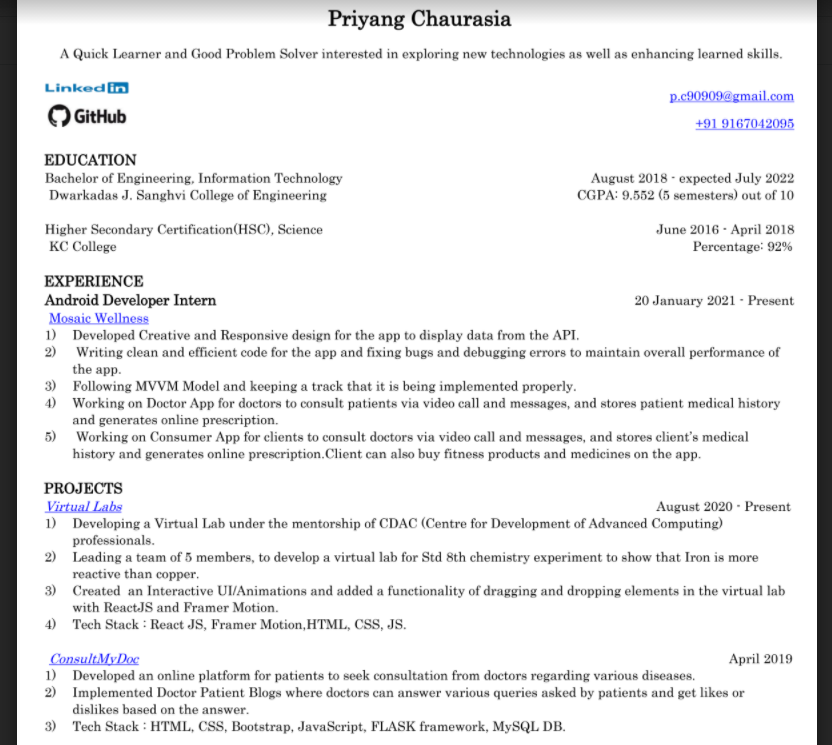 Priyang Chaurasia
A Quick Learner and Good Problem Solver interested in exploring new technologies as well as enhancing learned skills.
LinkedIn
GitHub
p.c90909@gmail.com
+91 9167042095
EDUCATION
Bachelor of Engineering, Information Technology August 2018 - expected July 2022
Dwarkadas J. Sanghvi College of Engineering CGPA: 9.552 (5 semesters) out of 10
Higher Secondary Certification(HSC), Science June 2016 - April 2018
KC College Percentage: 92%
EXPERIENCE
Android Developer Intern 20 January 2021 - Present
Mosaic Wellness
1) Developed Creative and Responsive design for the app to display data from the API.
2) Writing clean and efficient code for the app and fixing bugs and debugging errors to maintain overall performance of
the app.
3) Following MVVM Model and keeping a track that it is being implemented properly.
4) Working on Doctor App for doctors to consult patients via video call and messages, and stores patient medical history
and generates online prescription.
5) Working on Consumer App for clients to consult doctors via video call and messages, and stores client's medical
history and generates online prescription.Client can also buy fitness products and medicines on the app.
PROJECTS
Virtual Labs August 2020 - Present
1) Developing a Virtual Lab under the mentorship of CDAC (Centre for Development of Advanced Computing)
professionals.
2) Leading a team of 5 members, to develop a virtual lab for Std 8th chemistry experiment to show that Iron is more
reactive than copper.
3) Created an Interactive UI/Animations and added a functionality of dragging and dropping elements in the virtual lab
with ReactJS and Framer Motion.
4) Tech Stack : React JS, Framer Motion,HTML, CSS, JS.
ConsultMyDoc April 2019
1) Developed an online platform for patients to seek consultation from doctors regarding various diseases.
2) Implemented Doctor Patient Blogs where doctors can answer various queries asked by patients and get likes or
dislikes based on the answer.
3) Tech Stack : HTML, CSS, Bootstrap, JavaScript, FLASK framework, MySQL DB.